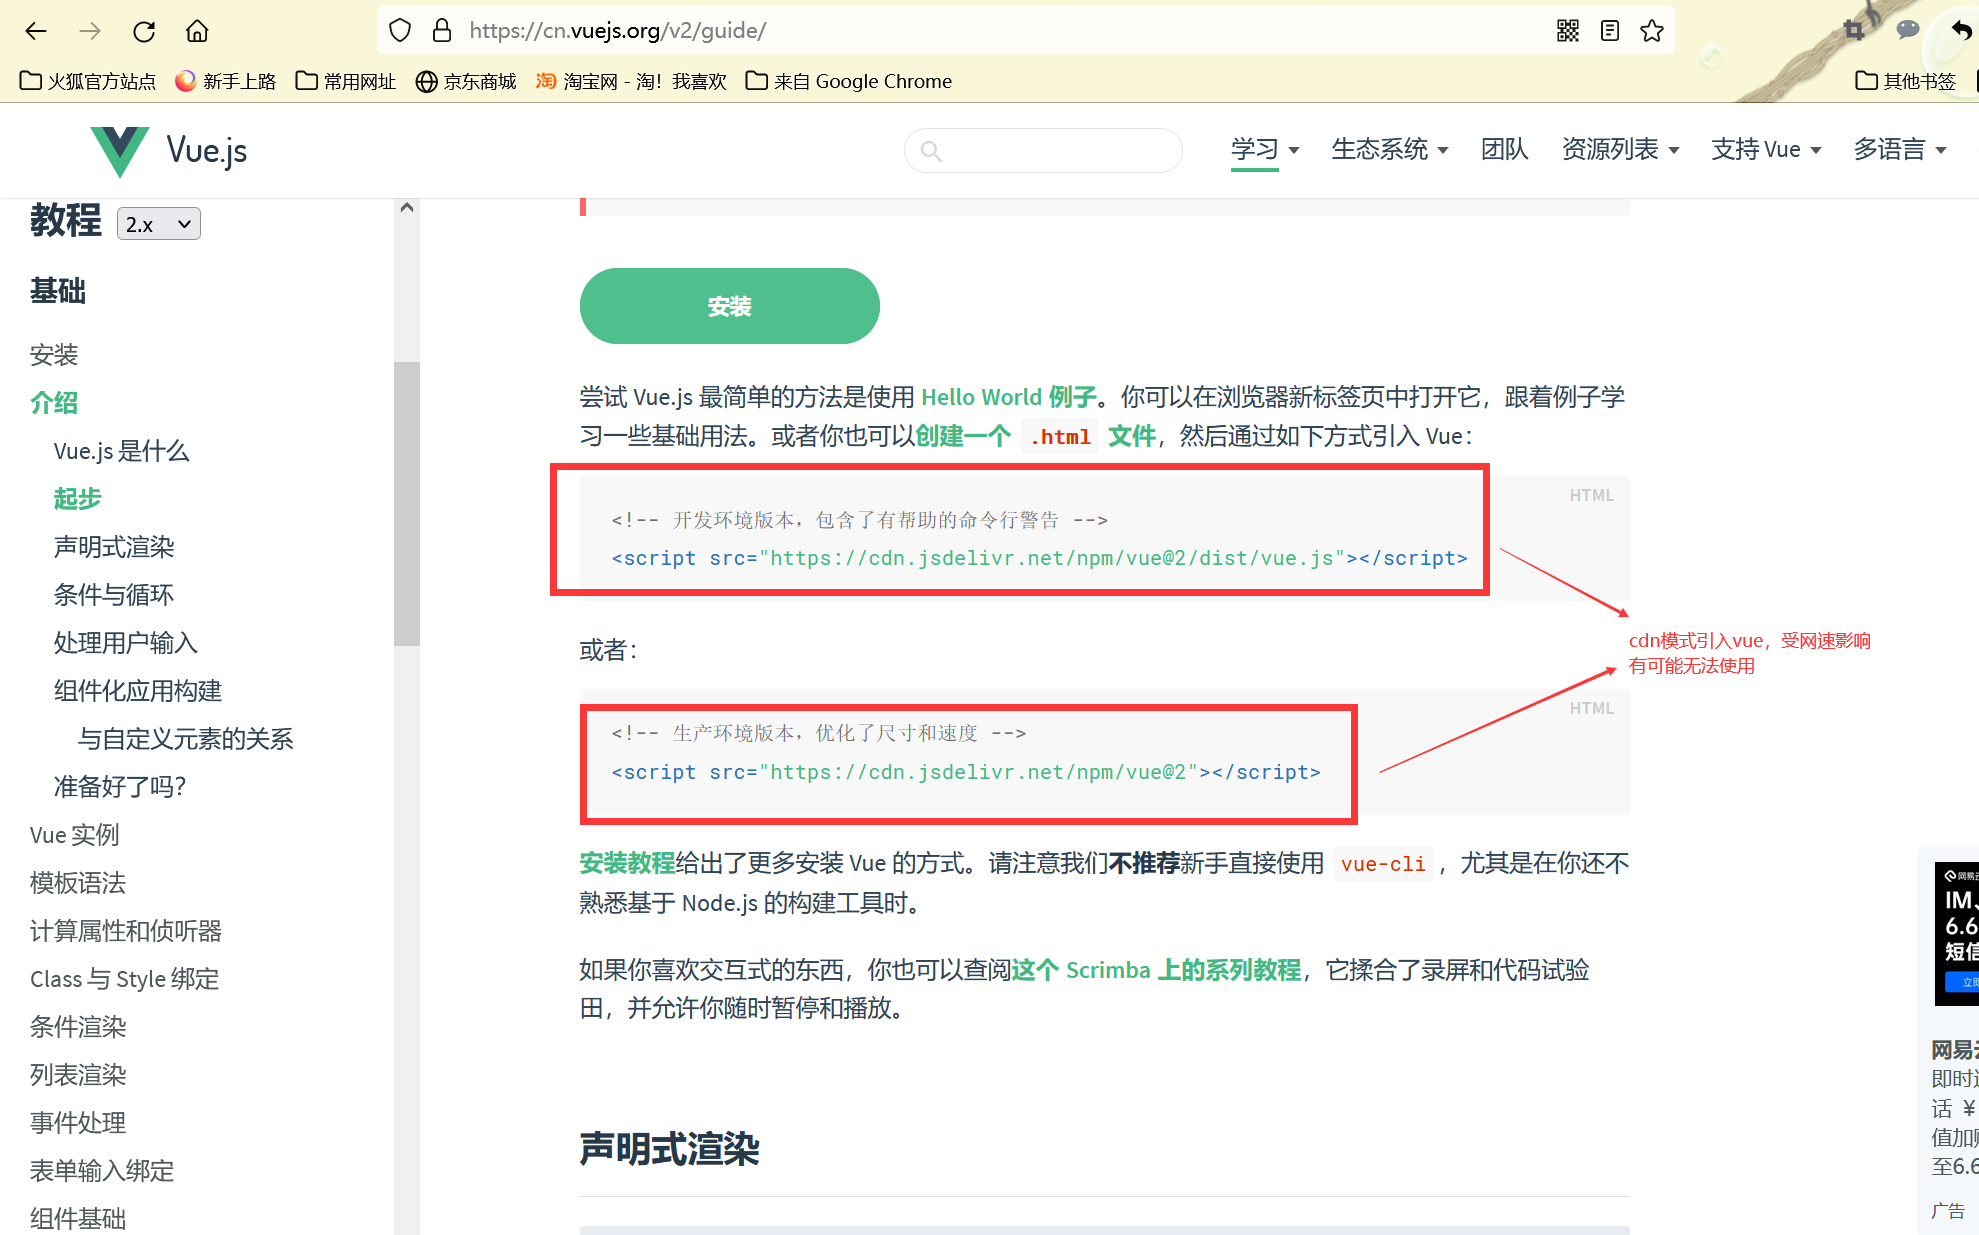 https://cn.vuejs.org/v2/guide/
火狐官方站点 新手上路 常用网址 京东商城 淘 淘宝网 - 淘！我喜欢 来自 Google Chrome 其他书签
Vue.js 学习 生态系统 团队 资源列表 支持 Vue 多语言
教程 2.x
基础
安装
介绍
Vue.js 是什么
起步
声明式渲染
条件与循环
处理用户输入
组件化应用构建
与自定义元素的关系
准备好了吗？
Vue 实例
模板语法
计算属性和侦听器
Class 与 Style 绑定
条件渲染
列表渲染
事件处理
表单输入绑定
组件基础
安装
尝试 Vue.js 最简单的方法是使用 Hello World 例子。你可以在浏览器新标签页中打开它，跟着例子学
习一些基础用法。或者你也可以创建一个 .html 文件，然后通过如下方式引入 Vue：
HTML
<!-- 开发环境版本，包含了有帮助的命令行警告 -->
<script src="https://cdn.jsdelivr.net/npm/vue@2/dist/vue.js"></script>
或者：
HTML
<!-- 生产环境版本，优化了尺寸和速度 -->
<script src="https://cdn.jsdelivr.net/npm/vue@2"></script>
cdn模式引入vue，受网速影响
有可能无法使用
安装教程给出了更多安装 Vue 的方式。请注意我们不推荐新手直接使用 vue-cli，尤其是在你还不
熟悉基于 Node.js 的构建工具时。
如果你喜欢交互式的东西，你也可以查阅这个 Scrimba 上的系列教程，它揉合了录屏和代码试验
田，并允许你随时暂停和播放。
声明式渲染
网易云
IM、
6.6
短信
立即
网易云
即时通
话 ￥
值加
至6.6
广告